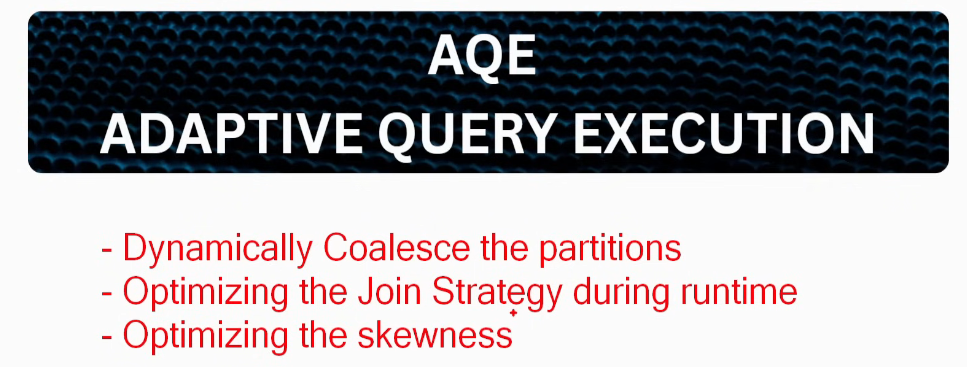 AQE
ADAPTIVE QUERY EXECUTION
- Dynamically Coalesce the partitions
- Optimizing the Join Strategy during runtime
- Optimizing the skewness